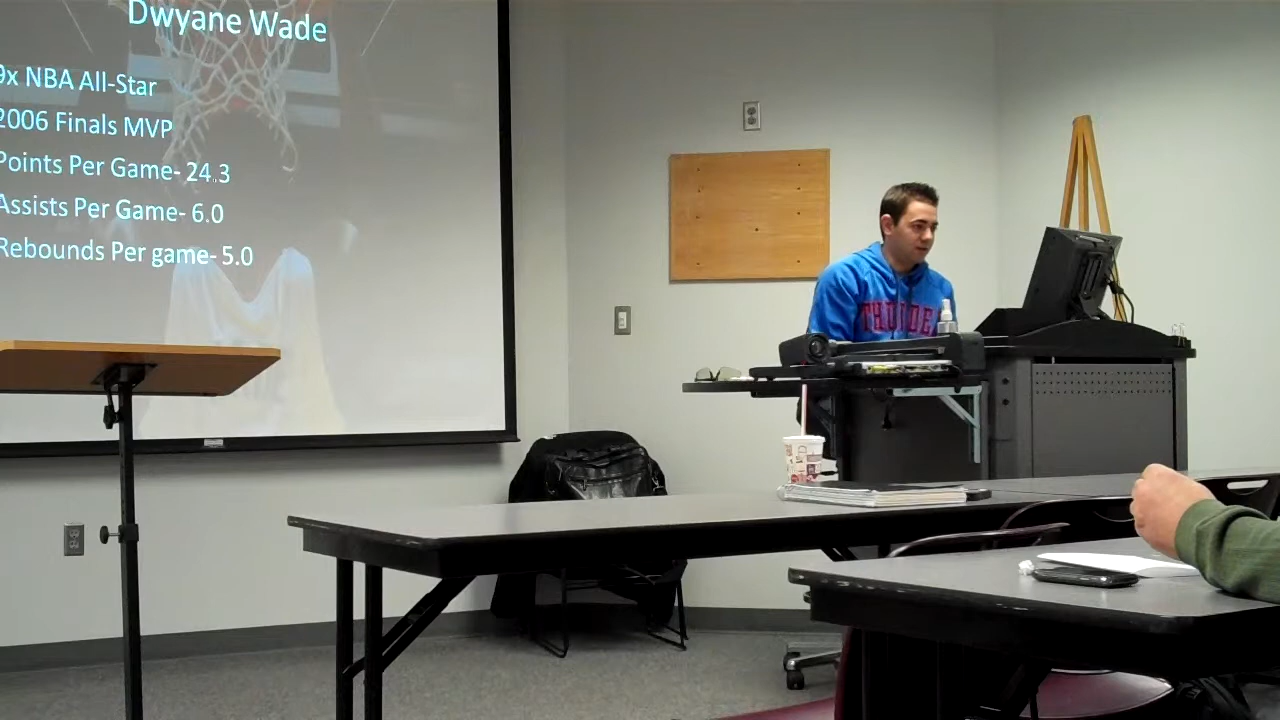 Dwyane Wade
9x NBA All-Star
2006 Finals MVP
Points Per Game- 24.3
Assists Per Game- 6.0
Rebounds Per game- 5.0
THUNDE